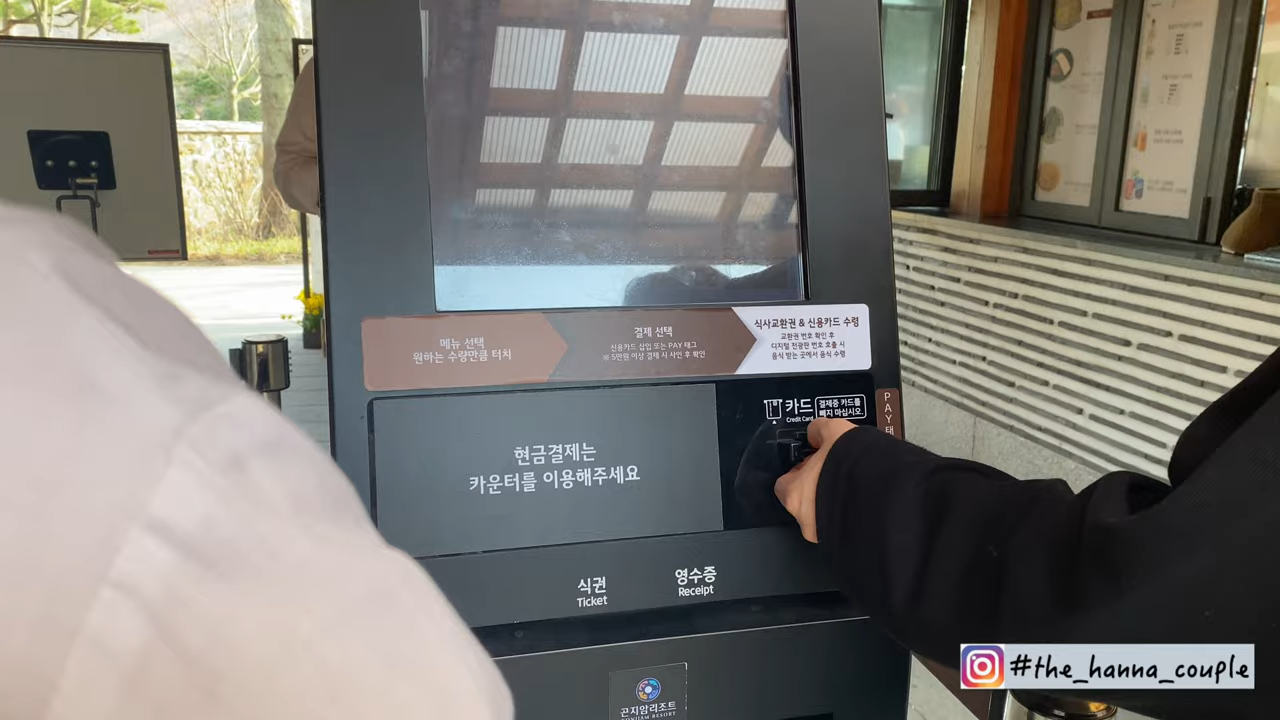 메뉴 선택
원하는 수량만큼 터치
결제 선택
신용카드 삽입 또는 PAY 태그
※ 5만원 이상 결제 시 사인 후 확인
식사교환권 & 신용카드 수령
교환권 번호 확인 후
디지털 전광판 번호 호출 시
음식 받는 곳에서 음식 수령
카드
Credit Card
결제중 카드를
빼지 마십시오.
PAY
현금결제는
카운터를 이용해주세요
식권
Ticket
영수증
Receipt
곤지암리조트
KONJIAM RESORT
#the_hanna_couple